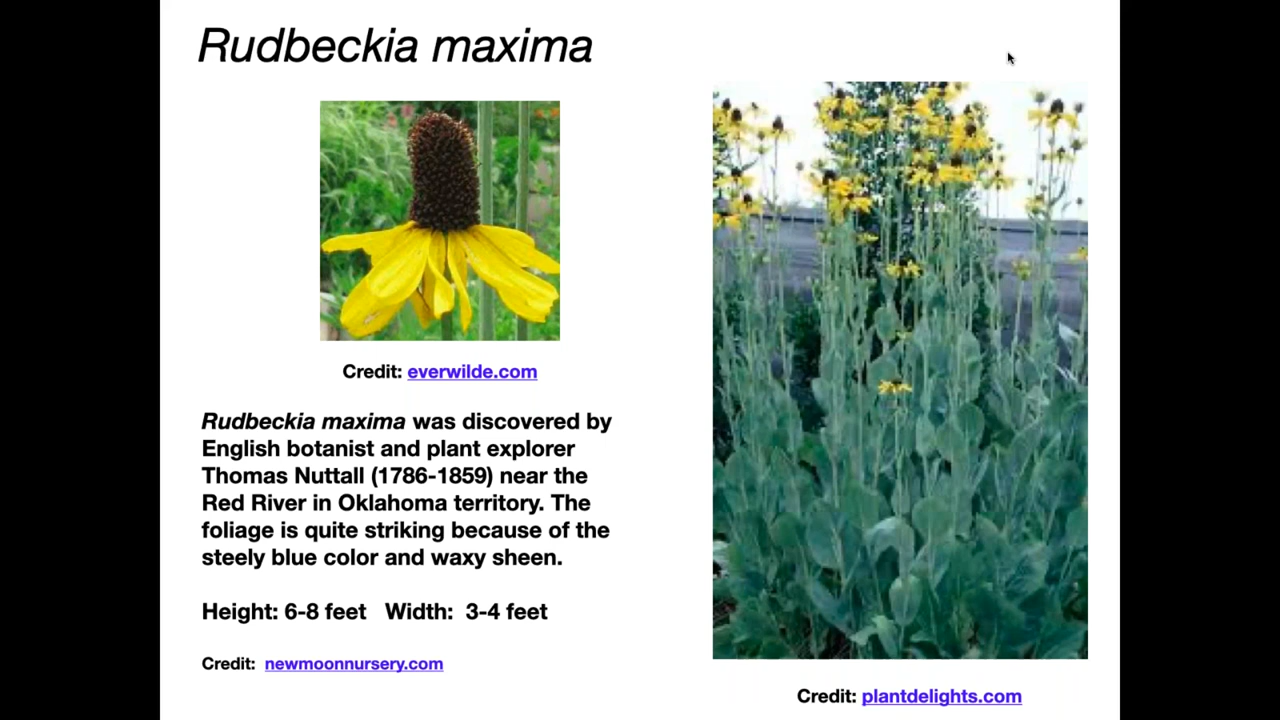 Rudbeckia maxima
Credit: everwilde.com
Rudbeckia maxima was discovered by
English botanist and plant explorer
Thomas Nuttall (1786-1859) near the
Red River in Oklahoma territory. The
foliage is quite striking because of the
steely blue color and waxy sheen.
Height: 6-8 feet Width: 3-4 feet
Credit: newmoonnursery.com
Credit: plantdelights.com